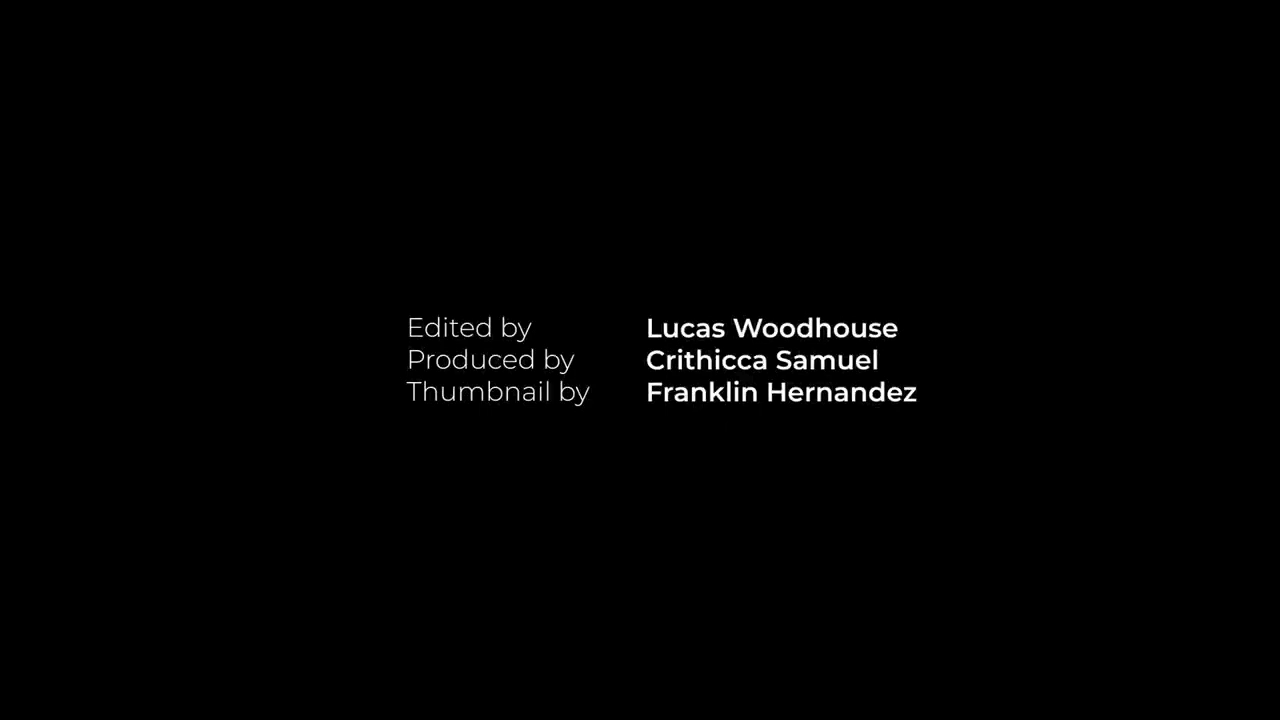 Edited by Lucas Woodhouse
Produced by Crithicca Samuel
Thumbnail by Franklin Hernandez